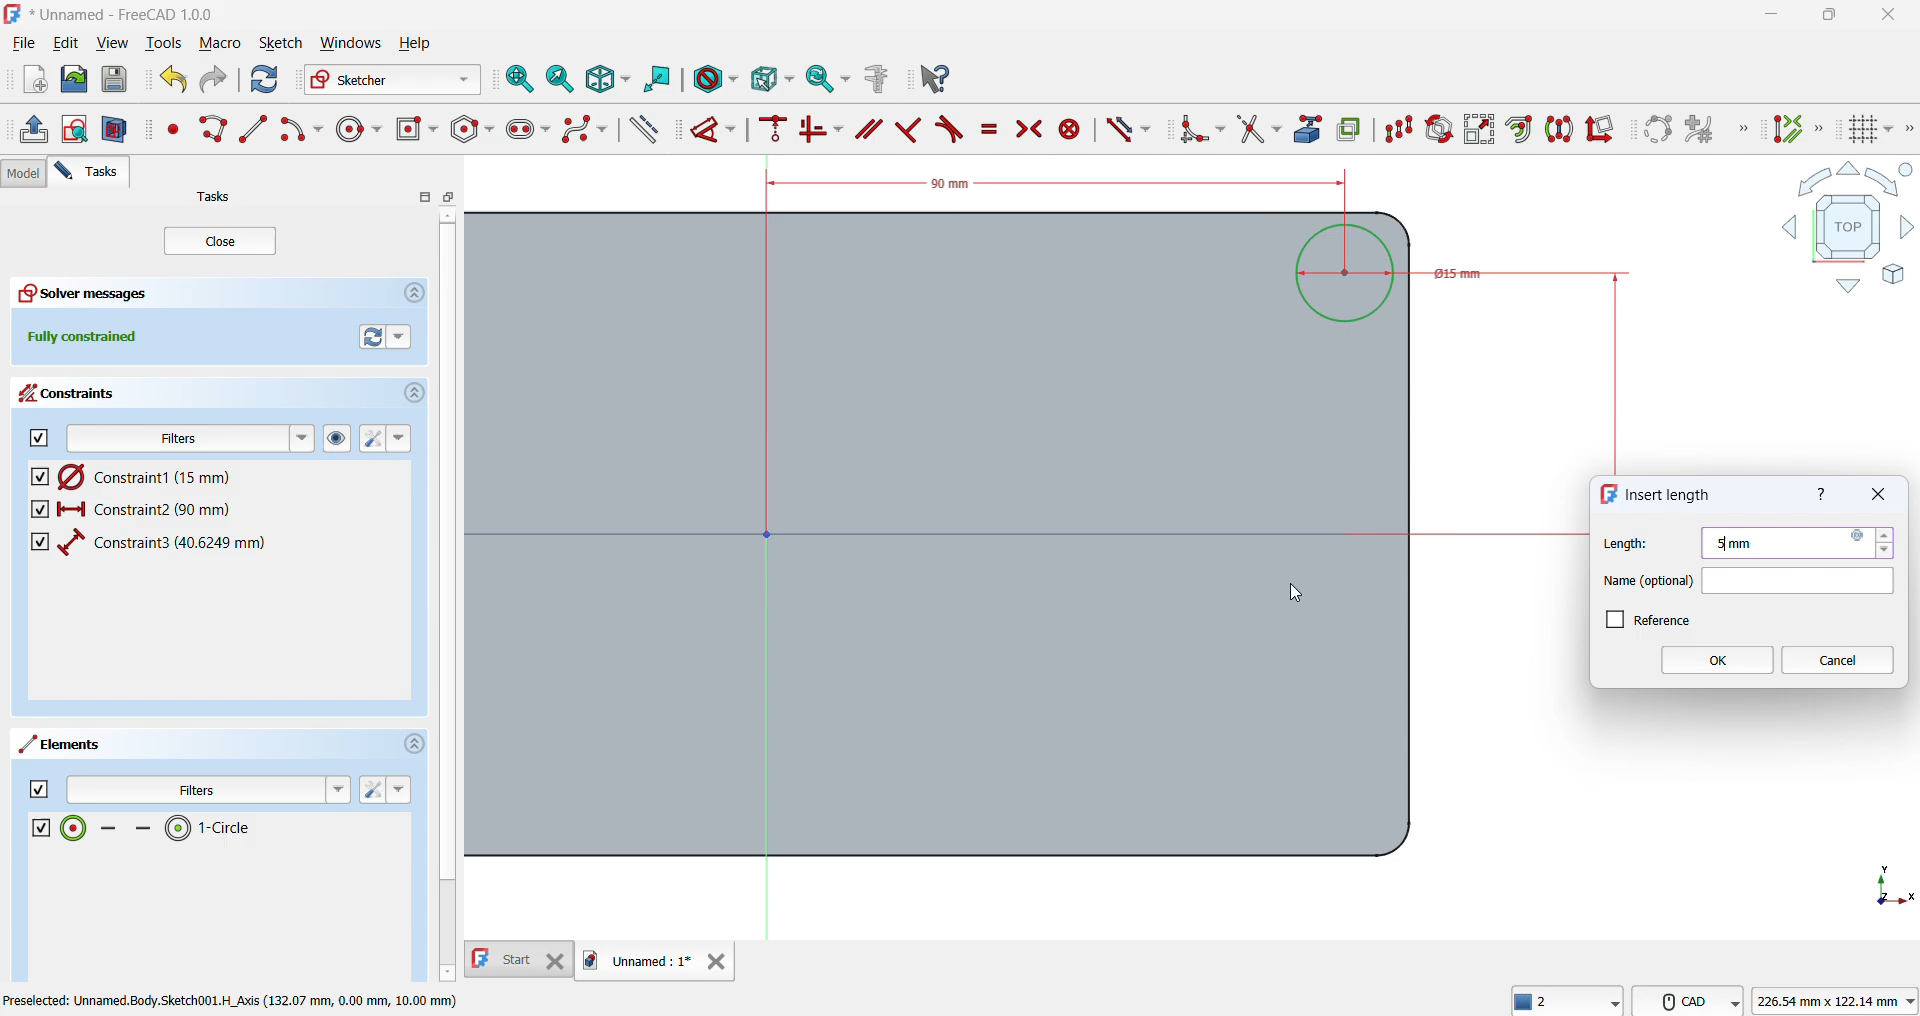 * Unnamed - FreeCAD 1.0.0
File Edit View Tools Macro Sketch Windows Help
Sketcher
Model Tasks
Tasks
Close
Solver messages
Fully constrained
Constraints
Filters
Constraint1 (15 mm)
Constraint2 (90 mm)
Constraint3 (40.6249 mm)
Elements
Filters
1-Circle
90 mm
Ø15 mm
TOP
Insert length
?
Length: 5 mm
Name (optional)
Reference
OK Cancel
Y
Z X
Start Unnamed : 1*
Preselected: Unnamed.Body.Sketch001.H_Axis (132.07 mm, 0.00 mm, 10.00 mm)
2 CAD 226.54 mm x 122.14 mm